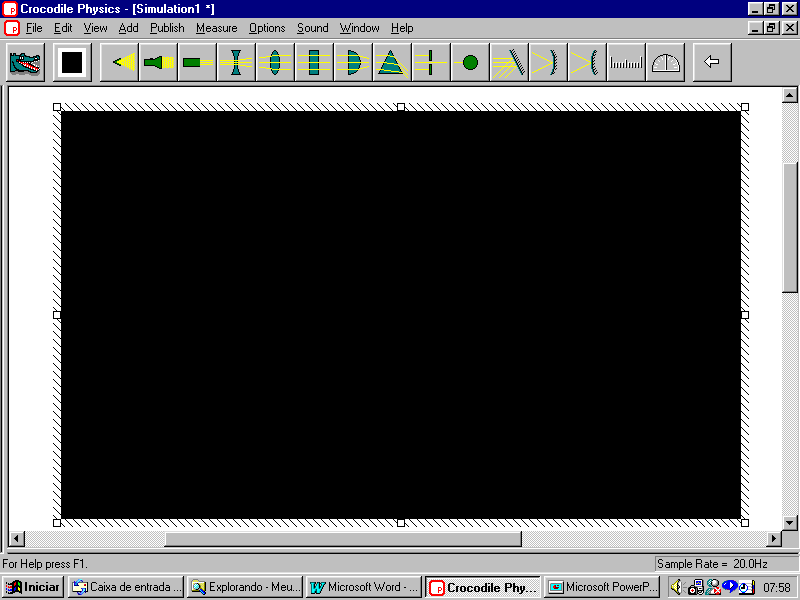 Crocodile Physics - [Simulation1 *]
File Edit View Add Publish Measure Options Sound Window Help
For Help press F1.
Sample Rate = 20.0Hz
Iniciar Caixa de entrada ... Explorando - Meu... Microsoft Word - ... Crocodile Phy... Microsoft PowerP... 07:58